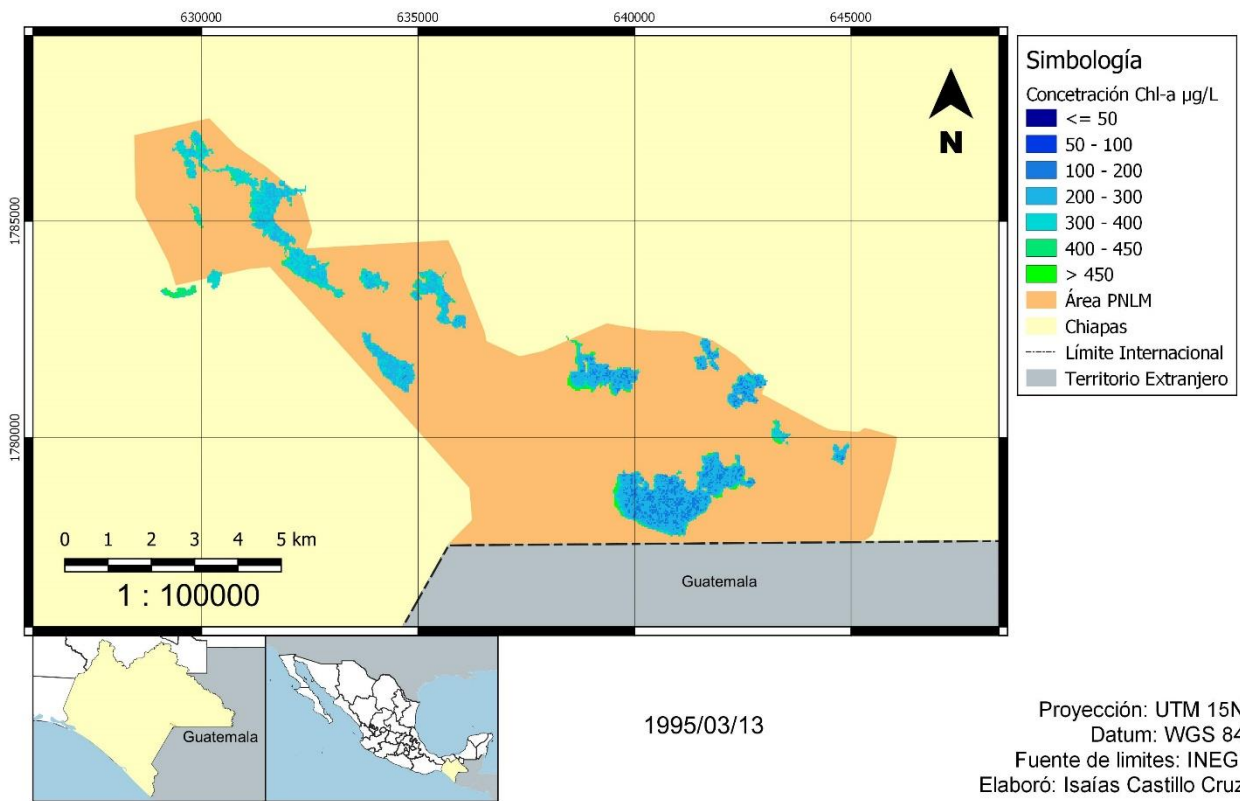 630000 635000 640000 645000
1785000
1780000
N
0 1 2 3 4 5 km
1 : 100000
Guatemala
Simbología
Concetración Chl-a µg/L
<= 50
50 - 100
100 - 200
200 - 300
300 - 400
400 - 450
> 450
Área PNLM
Chiapas
Límite Internacional
Territorio Extranjero
Guatemala
1995/03/13
Proyección: UTM 15N
Datum: WGS 84
Fuente de limites: INEG
Elaboró: Isaías Castillo Cruz